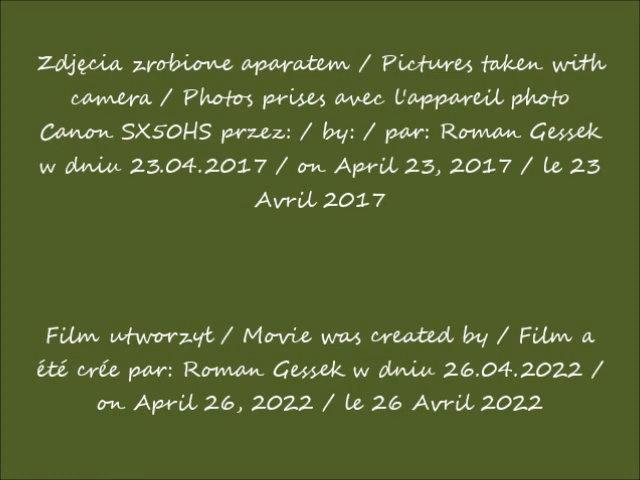 Zdjęcia zrobione aparatem / Pictures taken with
camera / Photos prises avec l'appareil photo
Canon SX50HS przez: / by: / par: Roman Gessek
w dniu 23.04.2017 / on April 23, 2017 / le 23
Avril 2017
Film utworzył / Movie was created by / Film a
été crée par: Roman Gessek w dniu 26.04.2022 /
on April 26, 2022 / le 26 Avril 2022